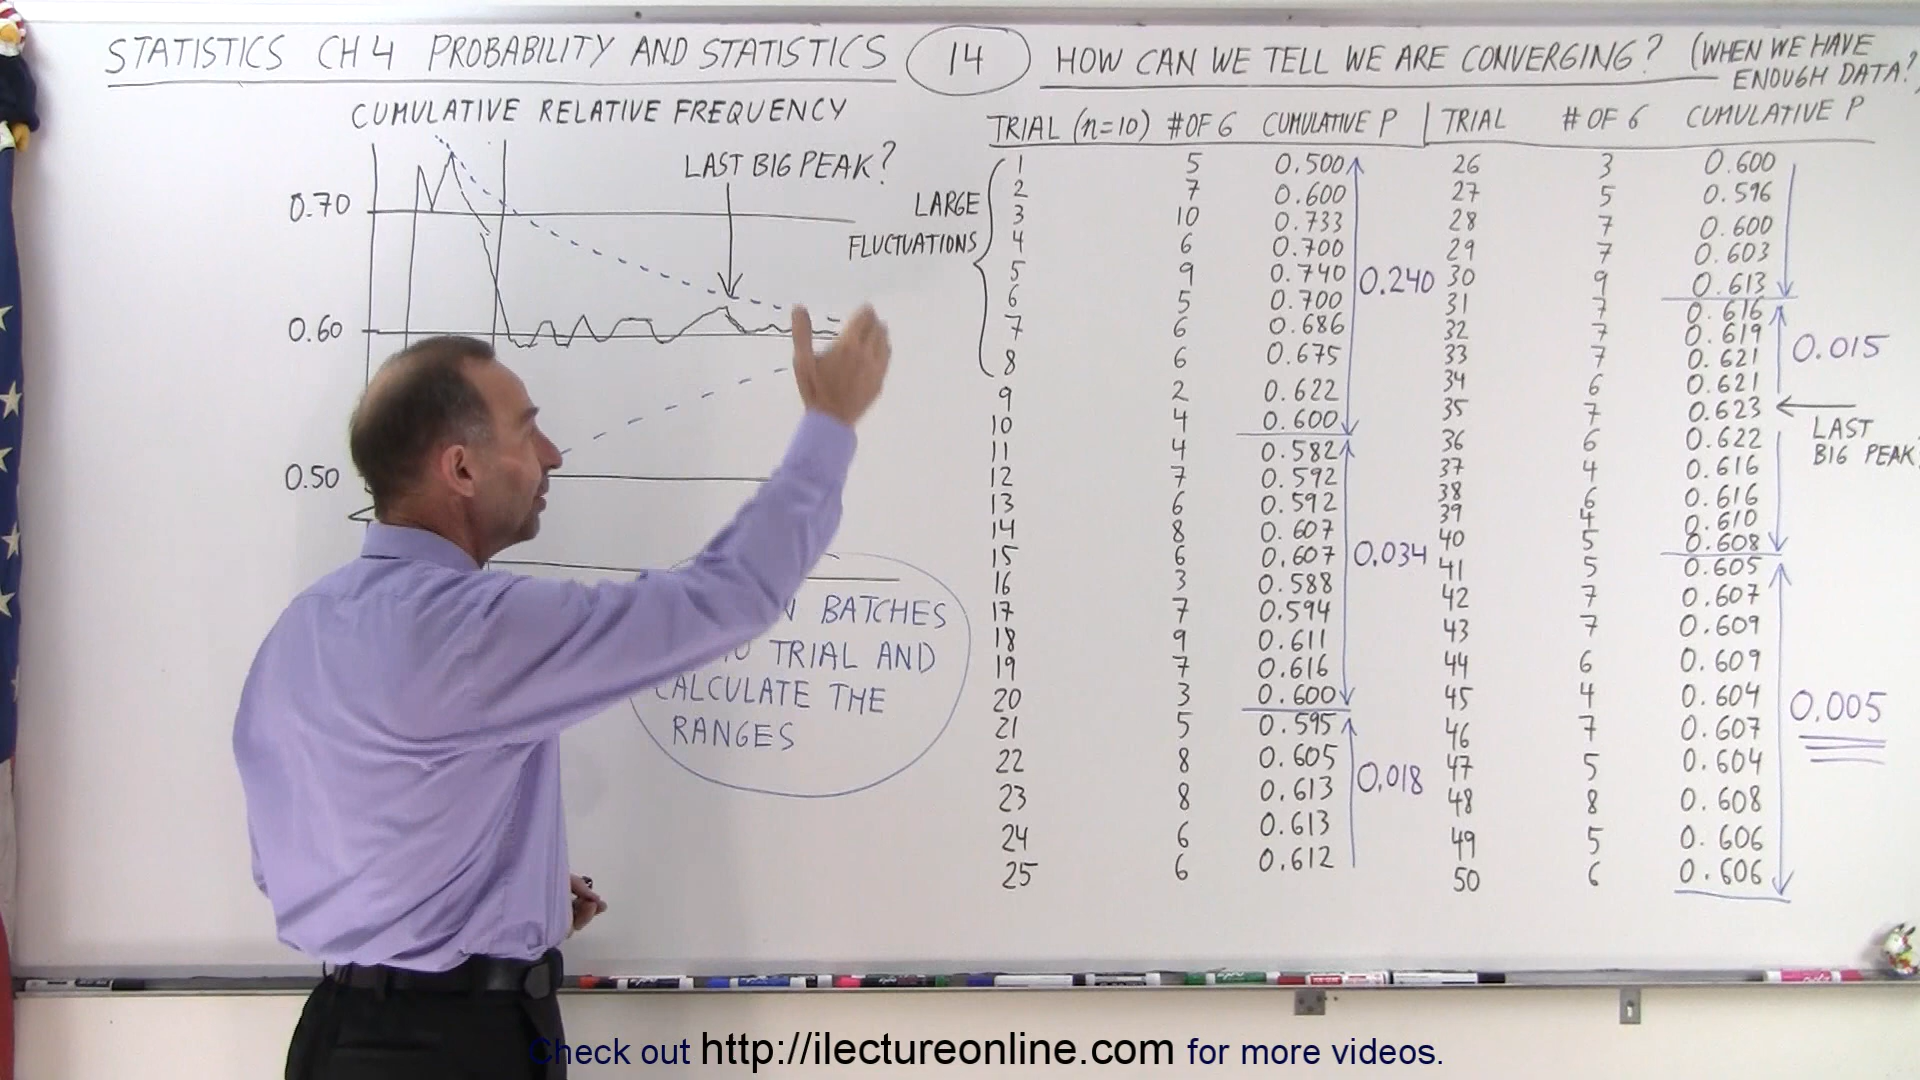 STATISTICS CH 4 PROBABILITY AND STATISTICS 14 HOW CAN WE TELL WE ARE CONVERGING? (WHEN WE HAVE
ENOUGH DATA?)
CUMULATIVE RELATIVE FREQUENCY
LAST BIG PEAK?
0.70
0.60
0.50
LARGE
FLUCTUATIONS
BATCHES
TRIAL AND
CALCULATE THE
RANGES
TRIAL (n=10) # OF 6 CUMULATIVE P
1 5 0.500
2 7 0.600
3 10 0.733
4 6 0.700
5 9 0.740
6 5 0.700
7 6 0.686
8 6 0.675
9 2 0.622
10 4 0.600
0.240
11 4 0.582
12 7 0.592
13 6 0.592
14 8 0.607
15 6 0.607
16 3 0.588
17 7 0.594
18 9 0.611
19 7 0.616
20 3 0.600
0.034
21 5 0.595
22 8 0.605
23 8 0.613
24 6 0.613
25 6 0.612
0.018
TRIAL # OF 6 CUMULATIVE P
26 3 0.600
27 5 0.596
28 7 0.600
29 7 0.603
30 9 0.613
31 7 0.616
32 7 0.619
33 7 0.621
34 6 0.621
35 7 0.623
36 6 0.622
37 4 0.616
38 6 0.616
39 4 0.610
40 5 0.608
0.015
LAST
BIG PEAK?
41 5 0.605
42 7 0.607
43 7 0.609
44 6 0.609
45 4 0.604
46 7 0.607
47 5 0.604
48 8 0.608
49 5 0.606
50 6 0.606
0.005
Check out http://ilectureonline.com for more videos.